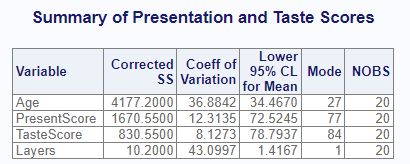 Summary of Presentation and Taste Scores
Variable Corrected SS Coeff of Variation Lower 95% CL for Mean Mode NOBS
Age 4177.2000 36.8842 34.4670 27 20
PresentScore 1670.5500 12.3135 72.5245 77 20
TasteScore 830.5500 8.1273 78.7937 84 20
Layers 10.2000 43.0997 1.4167 1 20